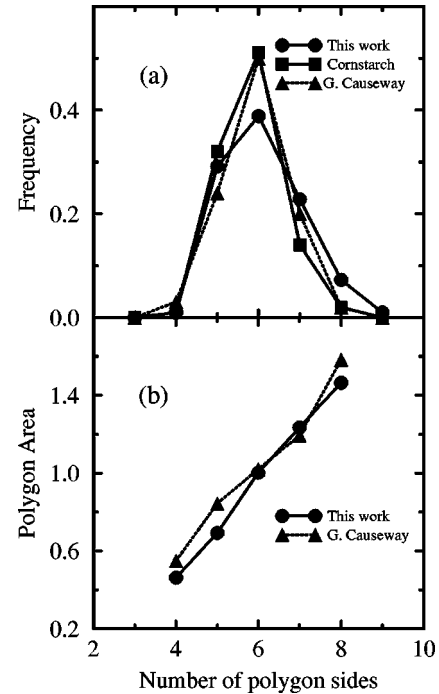 This work
Cornstarch
G. Causeway
(a)
0.4
0.2
0.0
Frequency
(b)
1.4
1.0
0.6
0.2
Polygon Area
This work
G. Causeway
2 4 6 8 10
Number of polygon sides